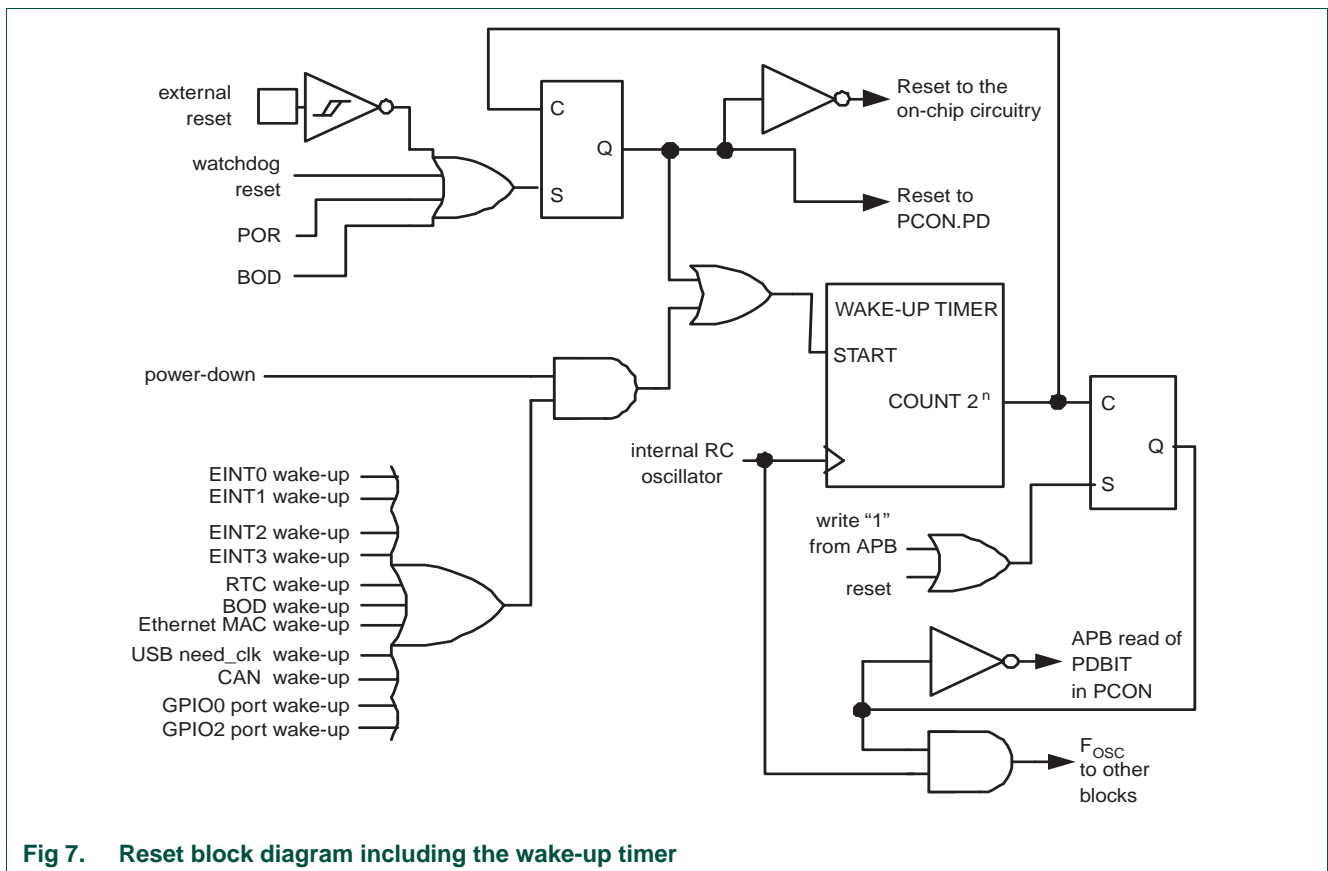 external
reset
watchdog
reset
POR
BOD
C
Q
S
Reset to the
on-chip circuitry
Reset to
PCON.PD
WAKE-UP TIMER
START
COUNT 2n
power-down
internal RC
oscillator
C
Q
S
write “1”
from APB
reset
EINT0 wake-up
EINT1 wake-up
EINT2 wake-up
EINT3 wake-up
RTC wake-up
BOD wake-up
Ethernet MAC wake-up
USB need_clk wake-up
CAN wake-up
GPIO0 port wake-up
GPIO2 port wake-up
APB read of
PDBIT
in PCON
FOSC
to other
blocks
Fig 7. Reset block diagram including the wake-up timer